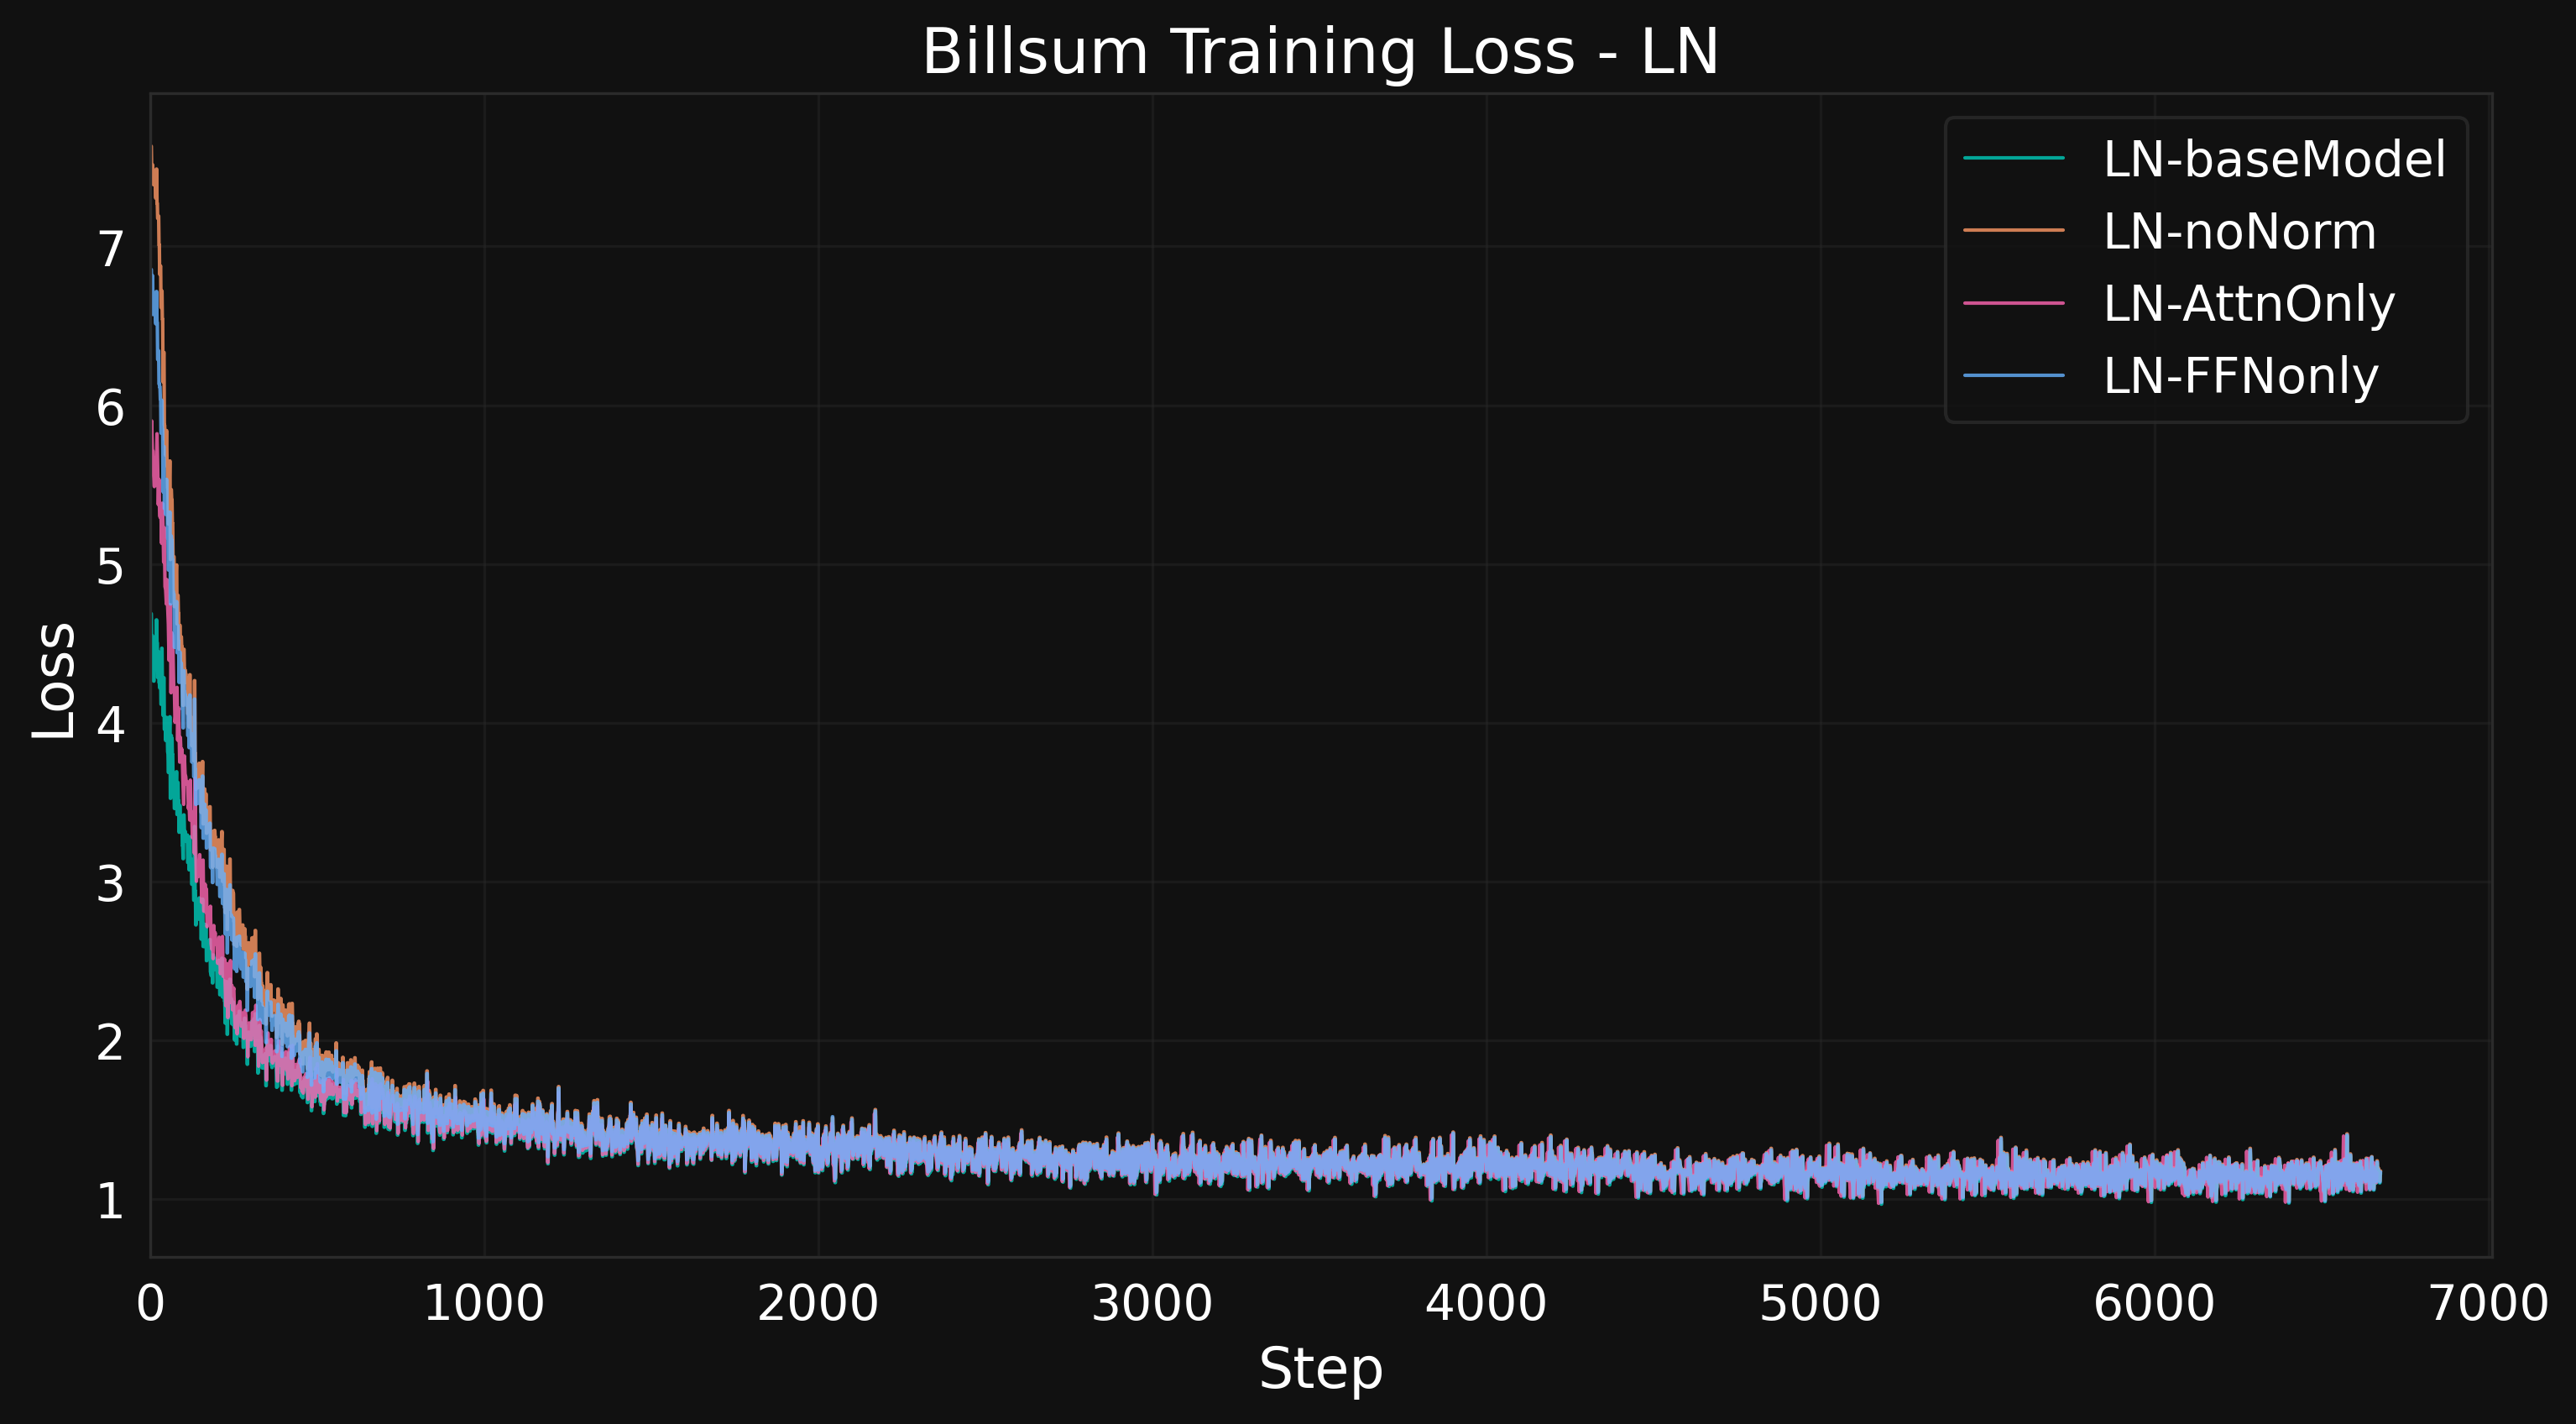 Billsum Training Loss - LN
LN-baseModel
LN-noNorm
LN-AttnOnly
LN-FFNonly
7
6
5
4
3
2
1
Loss
0 1000 2000 3000 4000 5000 6000 7000
Step